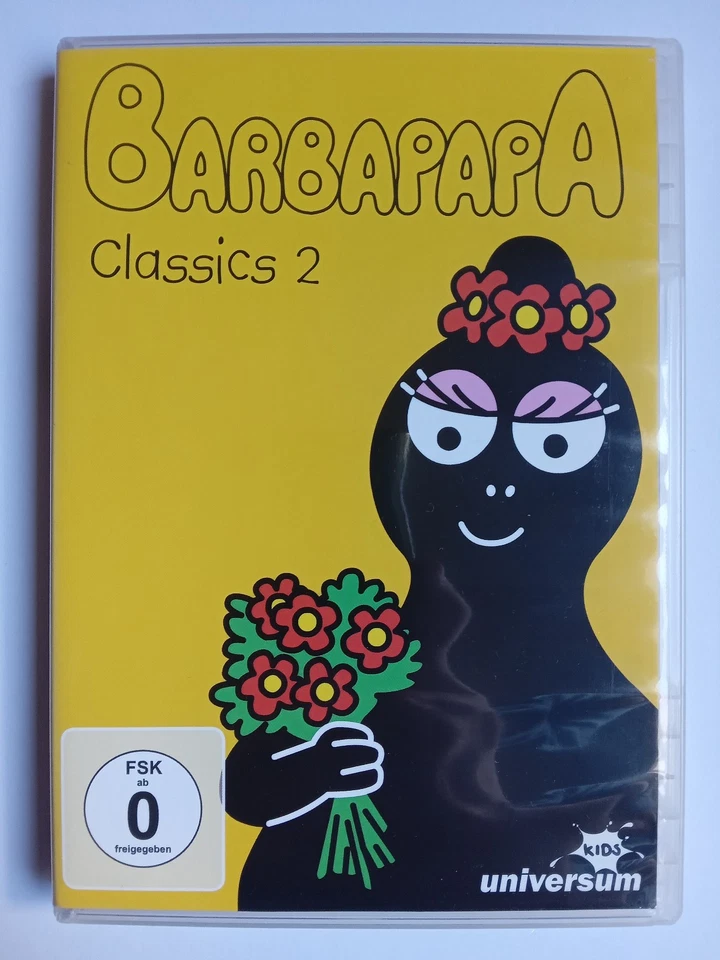 BARBAPAPA
Classics 2
FSK
ab
0
freigegeben
KIDS
universum